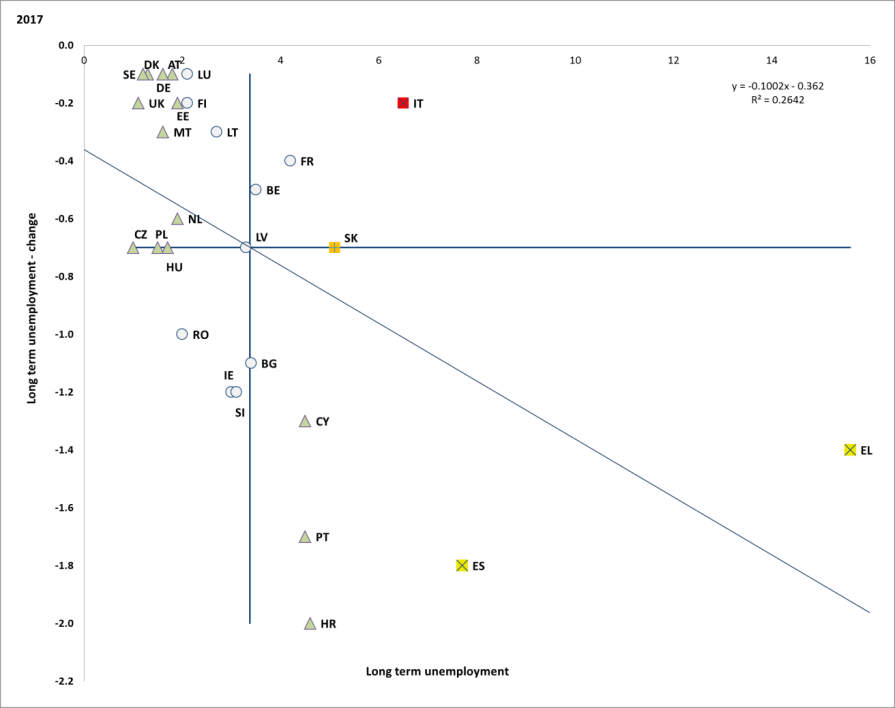 2017
0.0
0 2 4 6 8 10 12 14 16
DK AT
SE LU
DE
y = -0.1002x - 0.362
R² = 0.2642
-0.2
UK FI IT
EE
MT LT
-0.4
FR
BE
-0.6
NL
CZ PL LV SK
HU
-0.8
-1.0
RO
BG
IE
-1.2
SI
CY
-1.4
EL
-1.6
PT
-1.8
ES
-2.0
HR
-2.2
Long term unemployment - change
Long term unemployment